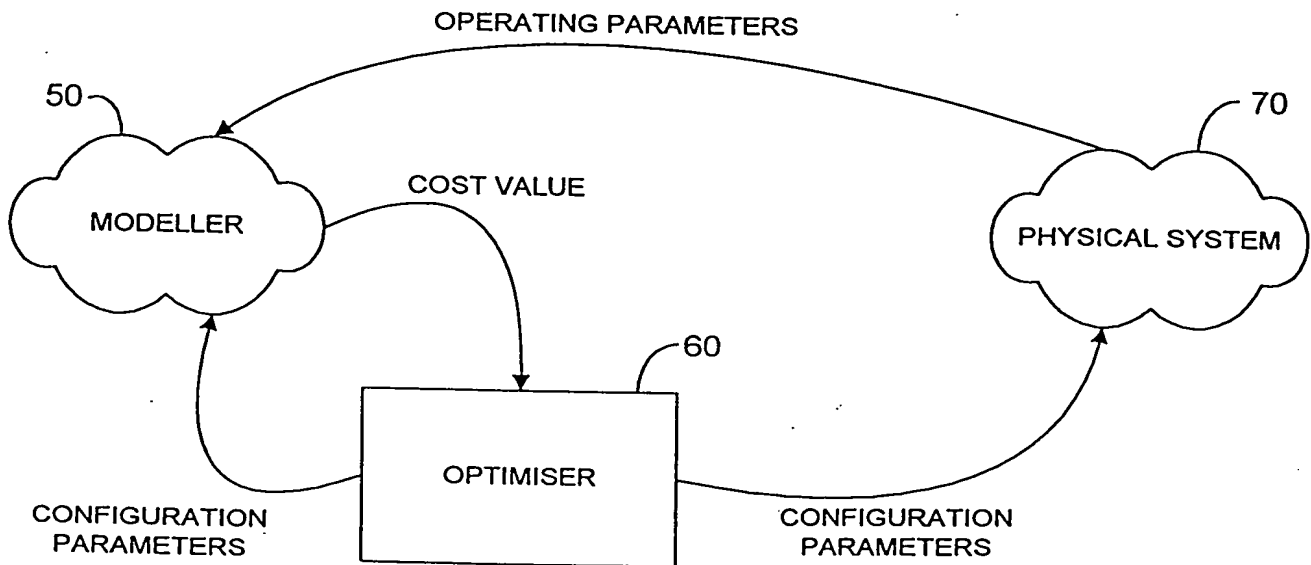 OPERATING PARAMETERS
50
70
COST VALUE
MODELLER
PHYSICAL SYSTEM
60
OPTIMISER
CONFIGURATION
PARAMETERS
CONFIGURATION
PARAMETERS